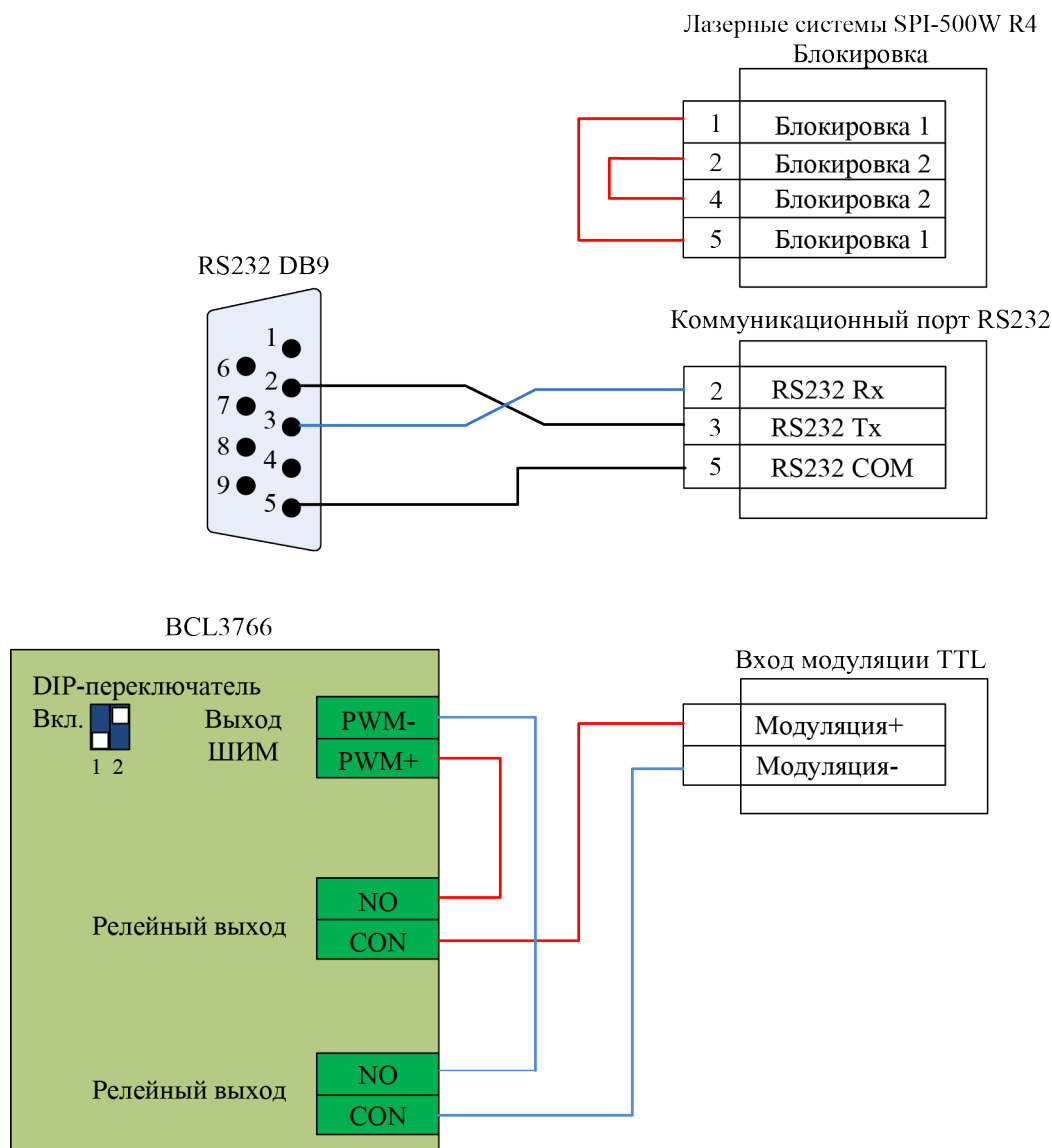 Лазерные системы SPI-500W R4
Блокировка
1 Блокировка 1
2 Блокировка 2
4 Блокировка 2
5 Блокировка 1
RS232 DB9
1
6
2
7
3
8
4
9
5
Коммуникационный порт RS232
2 RS232 Rx
3 RS232 Tx
5 RS232 COM
BCL3766
DIP-переключатель
Вкл.
1 2
Выход
ШИМ
PWM-
PWM+
Релейный выход
NO
CON
Релейный выход
NO
CON
Вход модуляции TTL
Модуляция+
Модуляция-